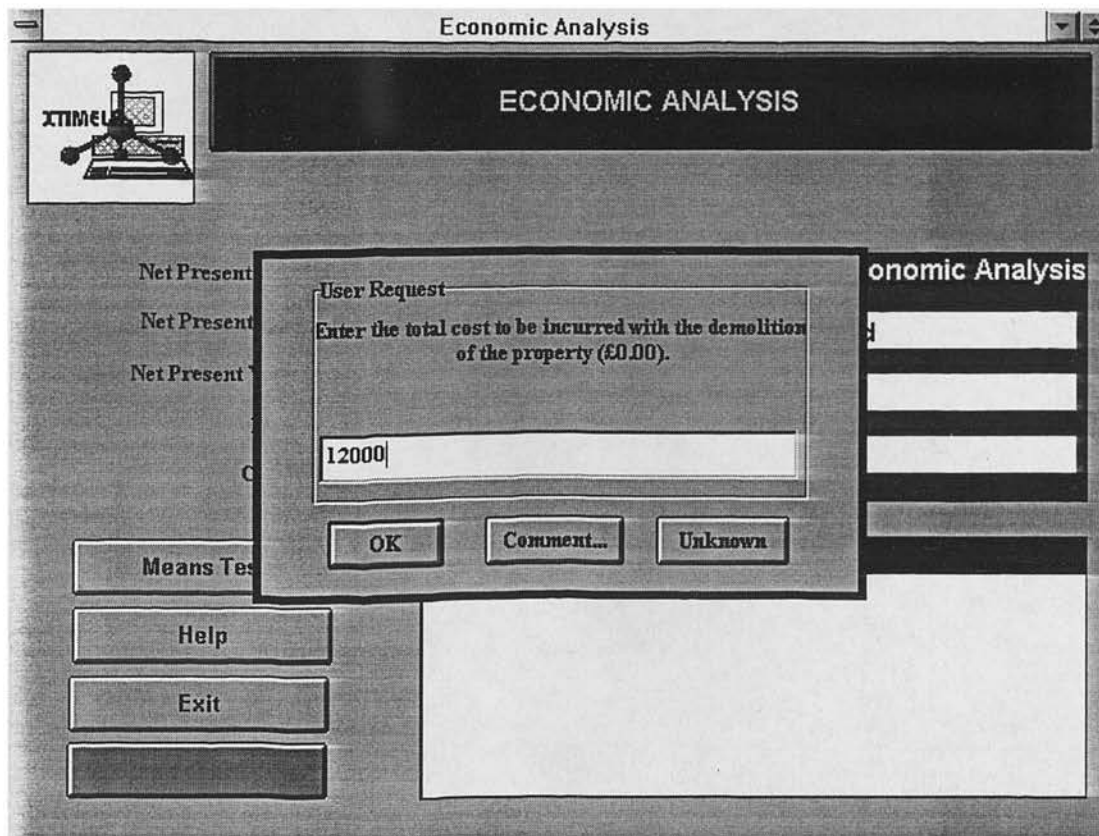 Economic Analysis
XTIMEL
ECONOMIC ANALYSIS
Net Present
Net Present
Net Present
onomic Analysis
d
User Request
Enter the total cost to be incurred with the demolition
of the property (£0.00).
12000
OK
Comment...
Unknown
Means Tes
Help
Exit